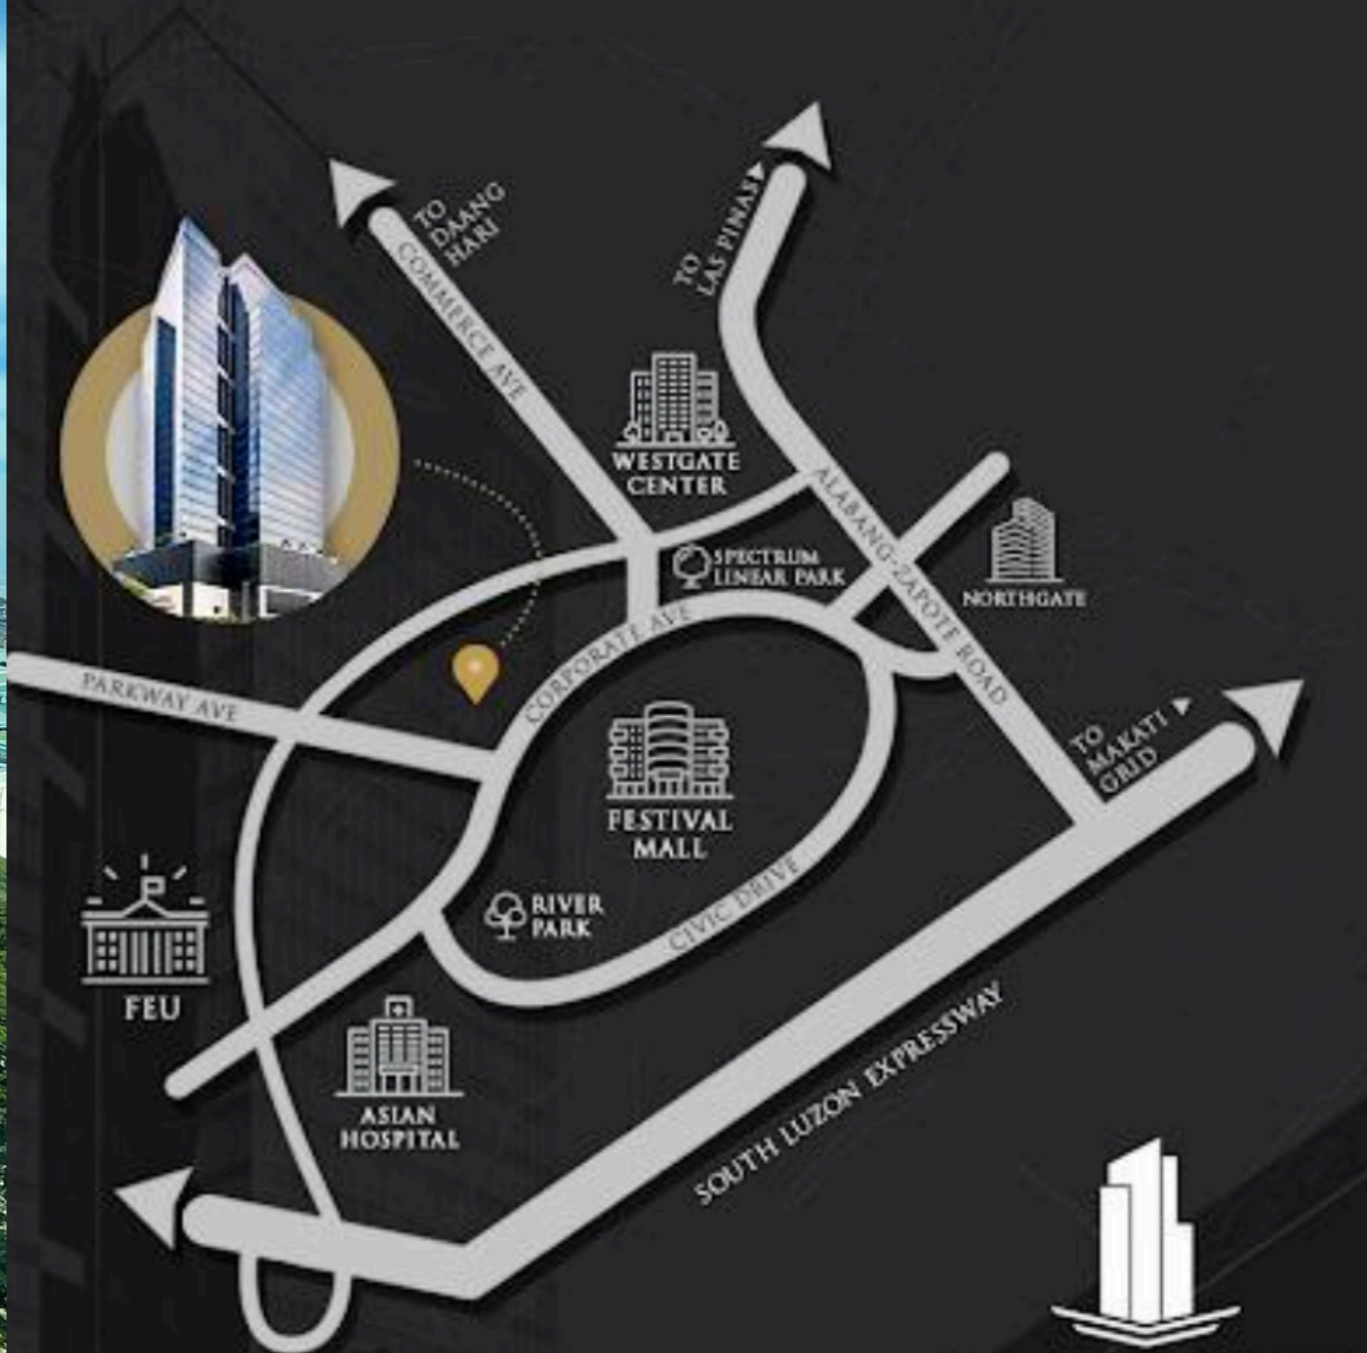 TO
DAANG
HARI
COMMERCE AVE
TO
LAS PINAS
WESTGATE
CENTER
ALABANG-ZAPOTE ROAD
SPECTRUM
LINEAR PARK
NORTHGATE
CORPORATE AVE
PARKWAY AVE
TO
MAKATI
GRID
FESTIVAL
MALL
RIVER
PARK
CIVIC DRIVE
FEU
ASIAN
HOSPITAL
SOUTH LUZON EXPRESSWAY